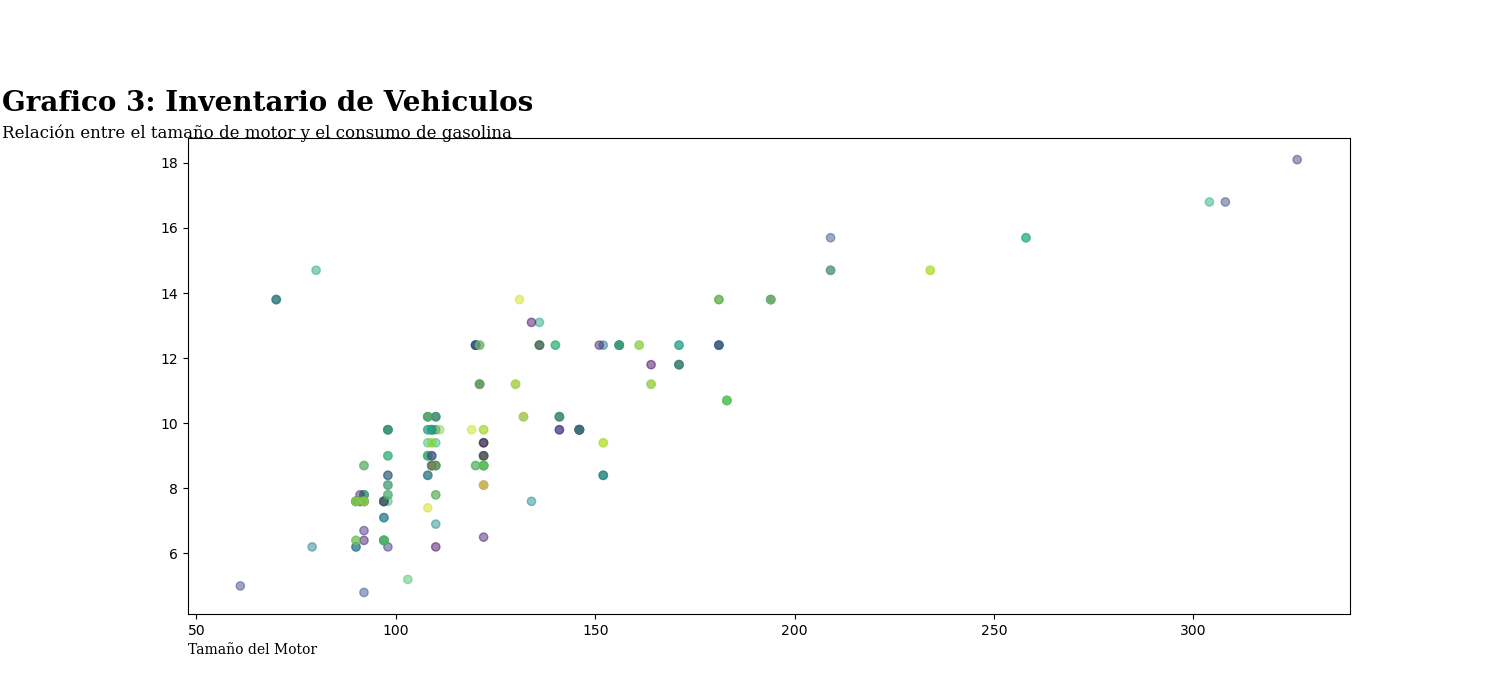 Grafico 3: Inventario de Vehiculos
Relación entre el tamaño de motor y el consumo de gasolina
18
16
14
12
10
8
6
50 100 150 200 250 300
Tamaño del Motor